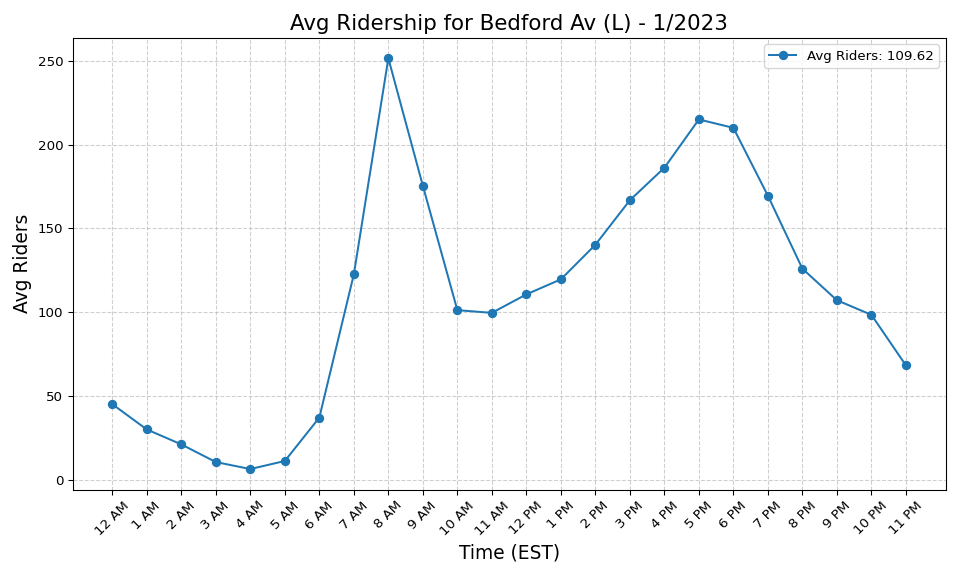 Avg Ridership for Bedford Av (L) - 1/2023
Avg Riders: 109.62
Avg Riders
250
200
150
100
50
0
12 AM 1 AM 2 AM 3 AM 4 AM 5 AM 6 AM 7 AM 8 AM 9 AM 10 AM 11 AM 12 PM 1 PM 2 PM 3 PM 4 PM 5 PM 6 PM 7 PM 8 PM 9 PM 10 PM 11 PM
Time (EST)